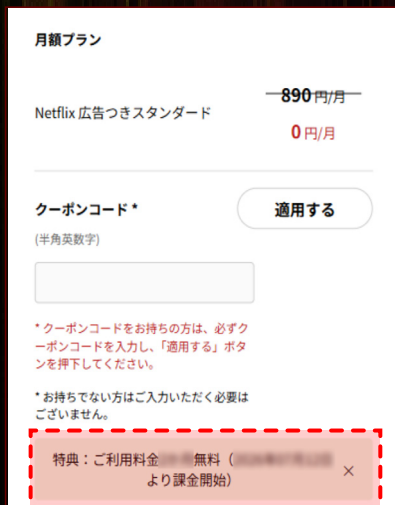 月額プラン
890 円/月
Netflix 広告つきスタンダード
0 円/月
クーポンコード *
適用する
(半角英数字)
* クーポンコードをお持ちの方は、必ずク
ーポンコードを入力し、「適用する」ボタ
ンを押下してください。
* お持ちでない方はご入力いただく必要は
ございません。
特典：ご利用料金 無料（
より課金開始）
×